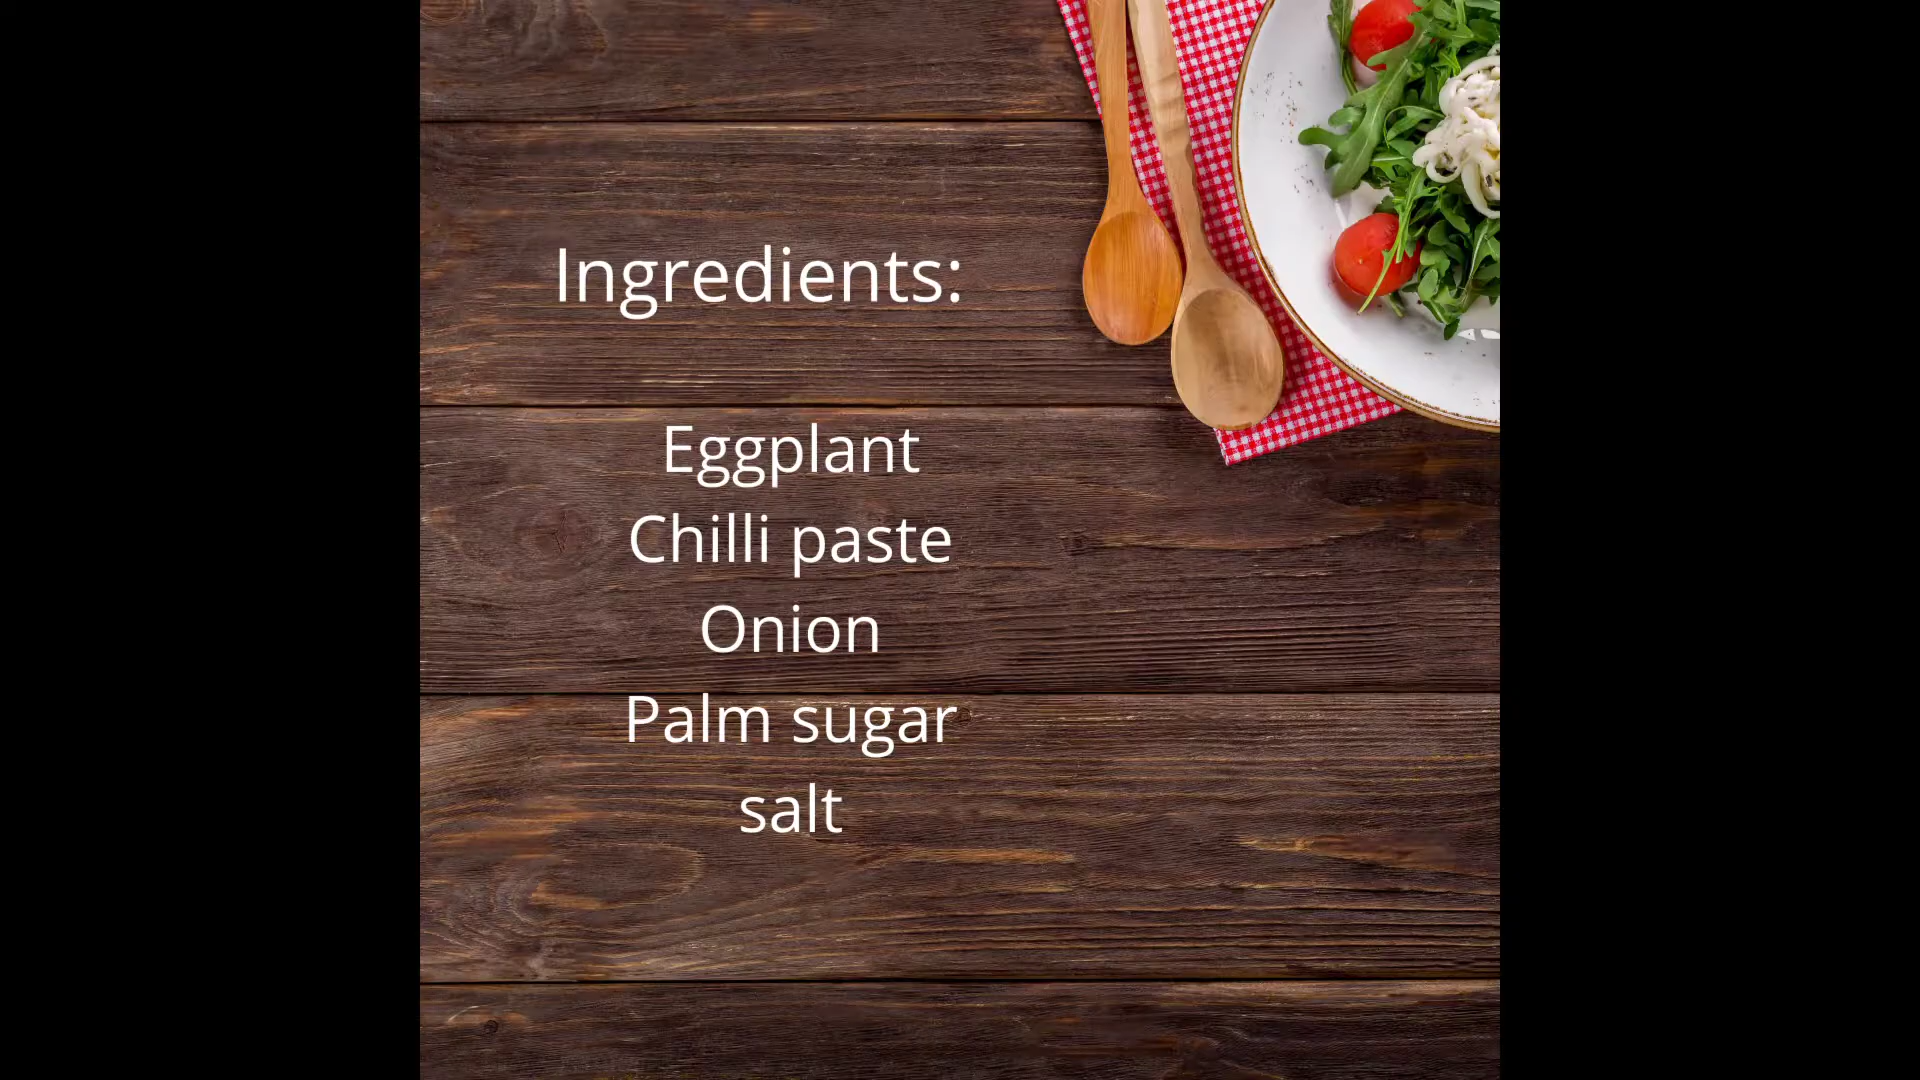 Ingredients:
Eggplant
Chilli paste
Onion
Palm sugar
salt